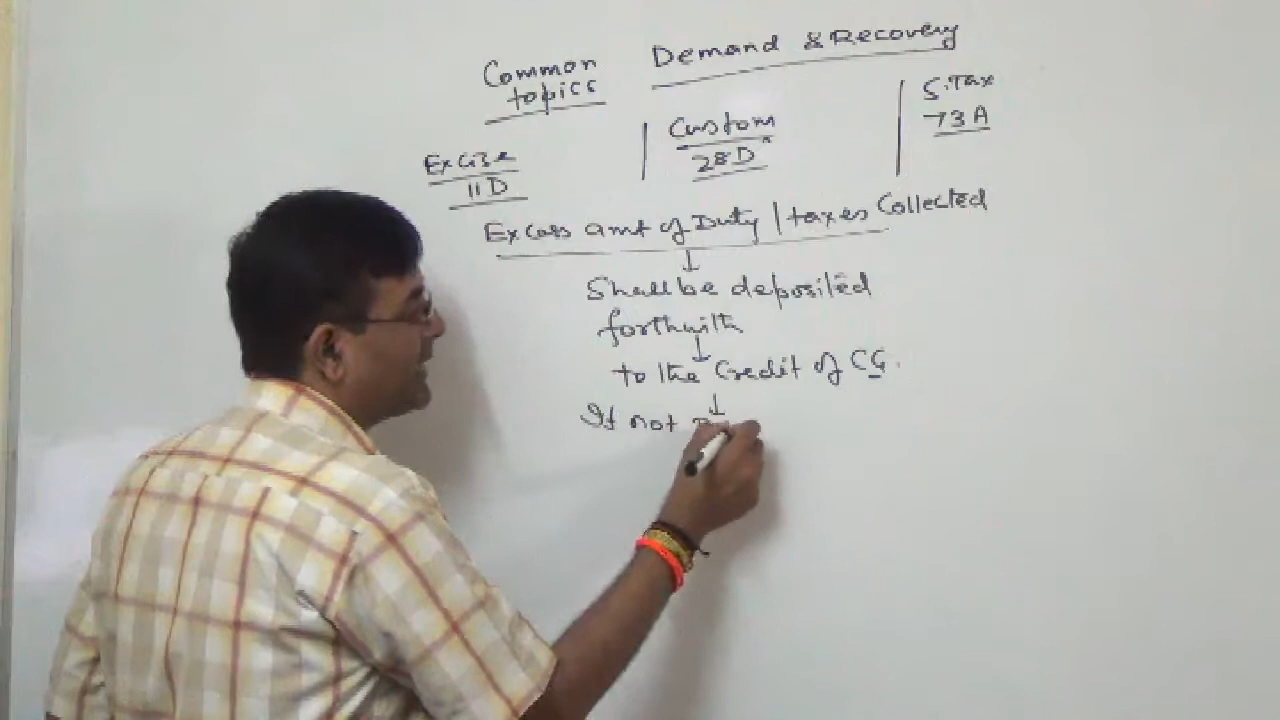 Common topics Demand & Recovery
Excise 11D | Custom 28D | S.Tax 73A
Excess amt of Duty / taxes Collected
↓
Shall be deposited
forthwith
↓
to the Credit of CG.
↓
If not